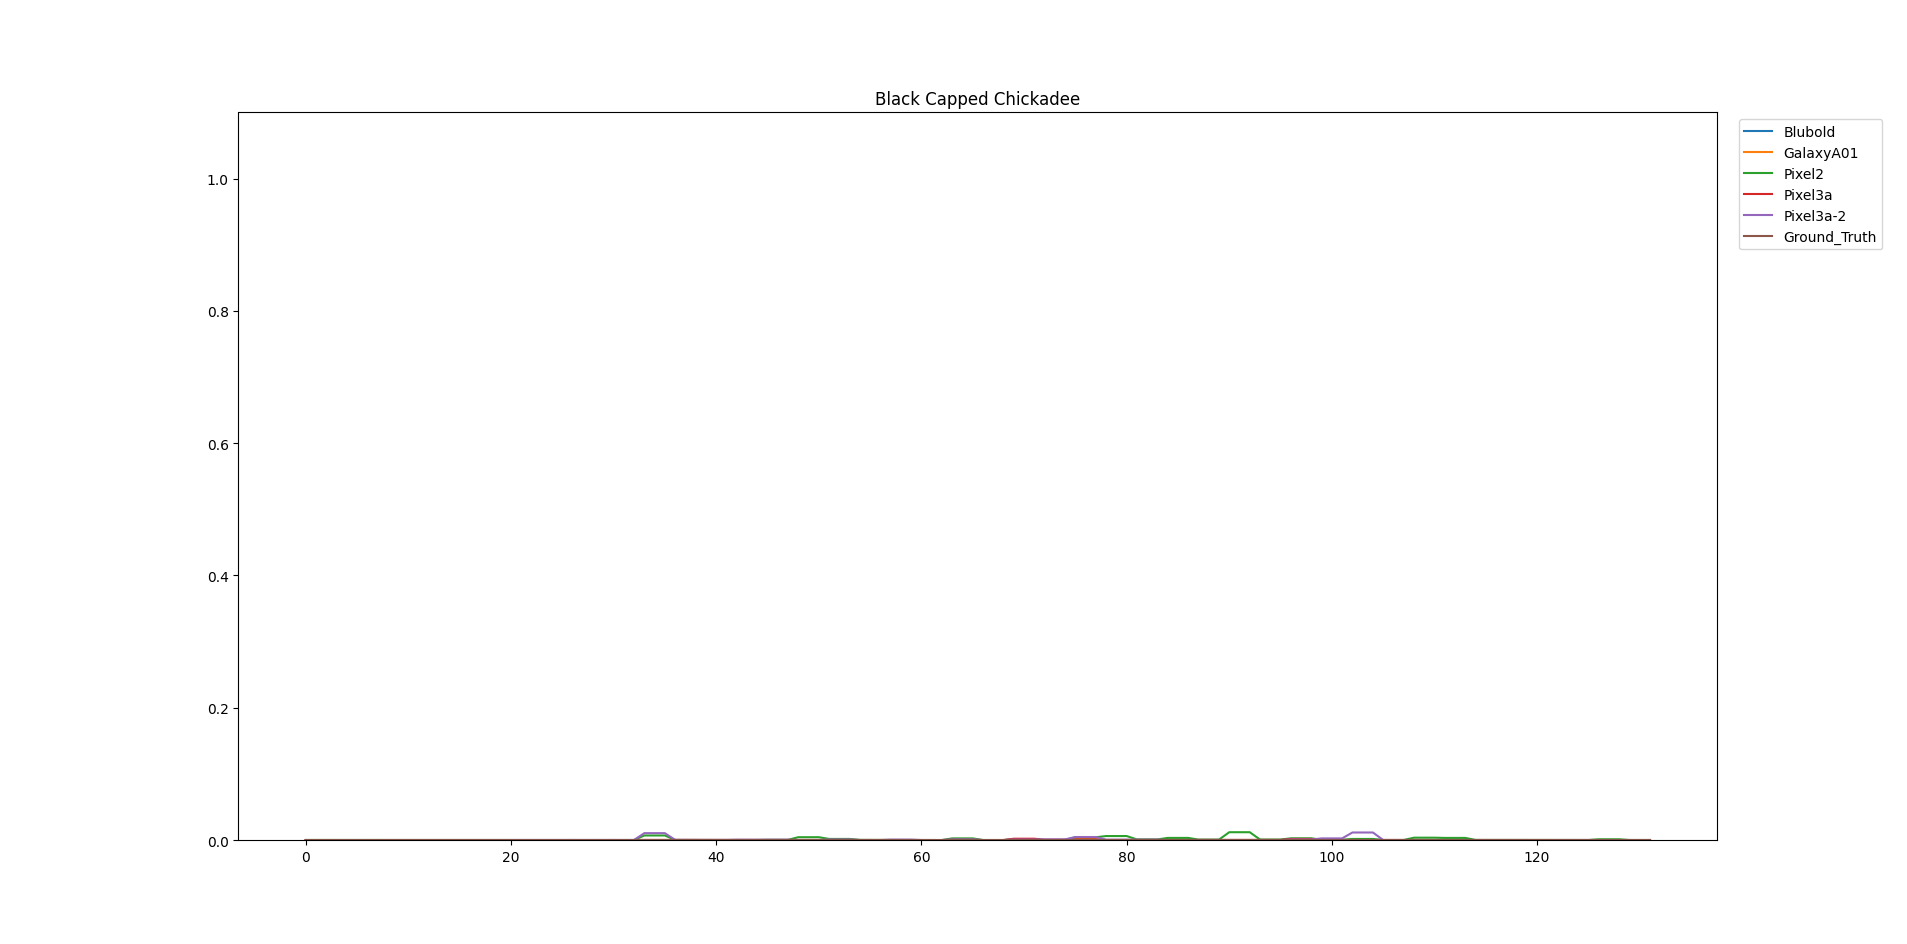 Black Capped Chickadee
1.0
0.8
0.6
0.4
0.2
0.0
0 20 40 60 80 100 120
Blubold
GalaxyA01
Pixel2
Pixel3a
Pixel3a-2
Ground_Truth